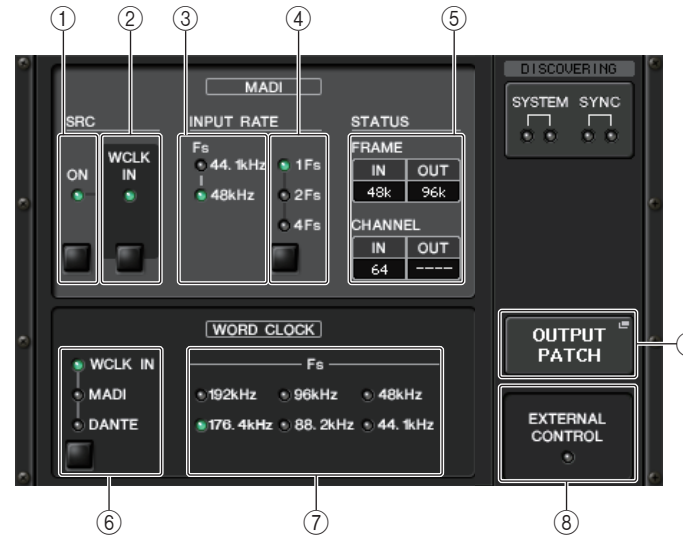 ① ② ③ ④ ⑤
DISCOVERING
MADI
SYSTEM SYNC
SRC INPUT RATE STATUS
ON
WCLK
IN
Fs
44.1kHz
48kHz
1Fs
2Fs
4Fs
FRAME
IN OUT
48k 96k
CHANNEL
IN OUT
64 ----
WORD CLOCK
WCLK IN
MADI
DANTE
Fs
192kHz 96kHz 48kHz
176.4kHz 88.2kHz 44.1kHz
OUTPUT
PATCH
EXTERNAL
CONTROL
⑥ ⑦ ⑧